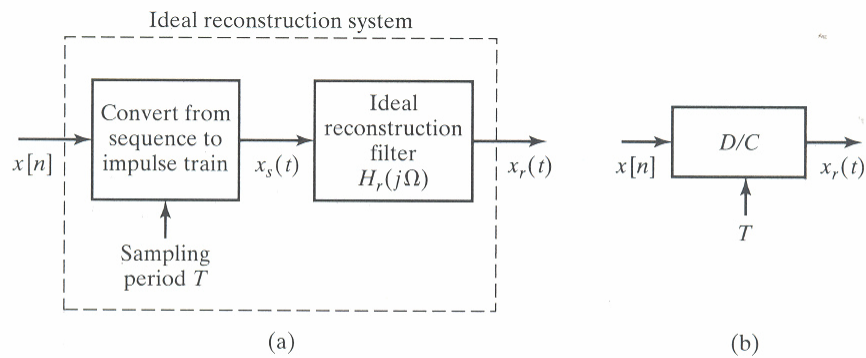 Ideal reconstruction system
Convert from
sequence to
impulse train
Ideal
reconstruction
filter
H_r(jΩ)
x[n]
x_s(t)
x_r(t)
Sampling
period T
(a)
D/C
x[n]
x_r(t)
T
(b)